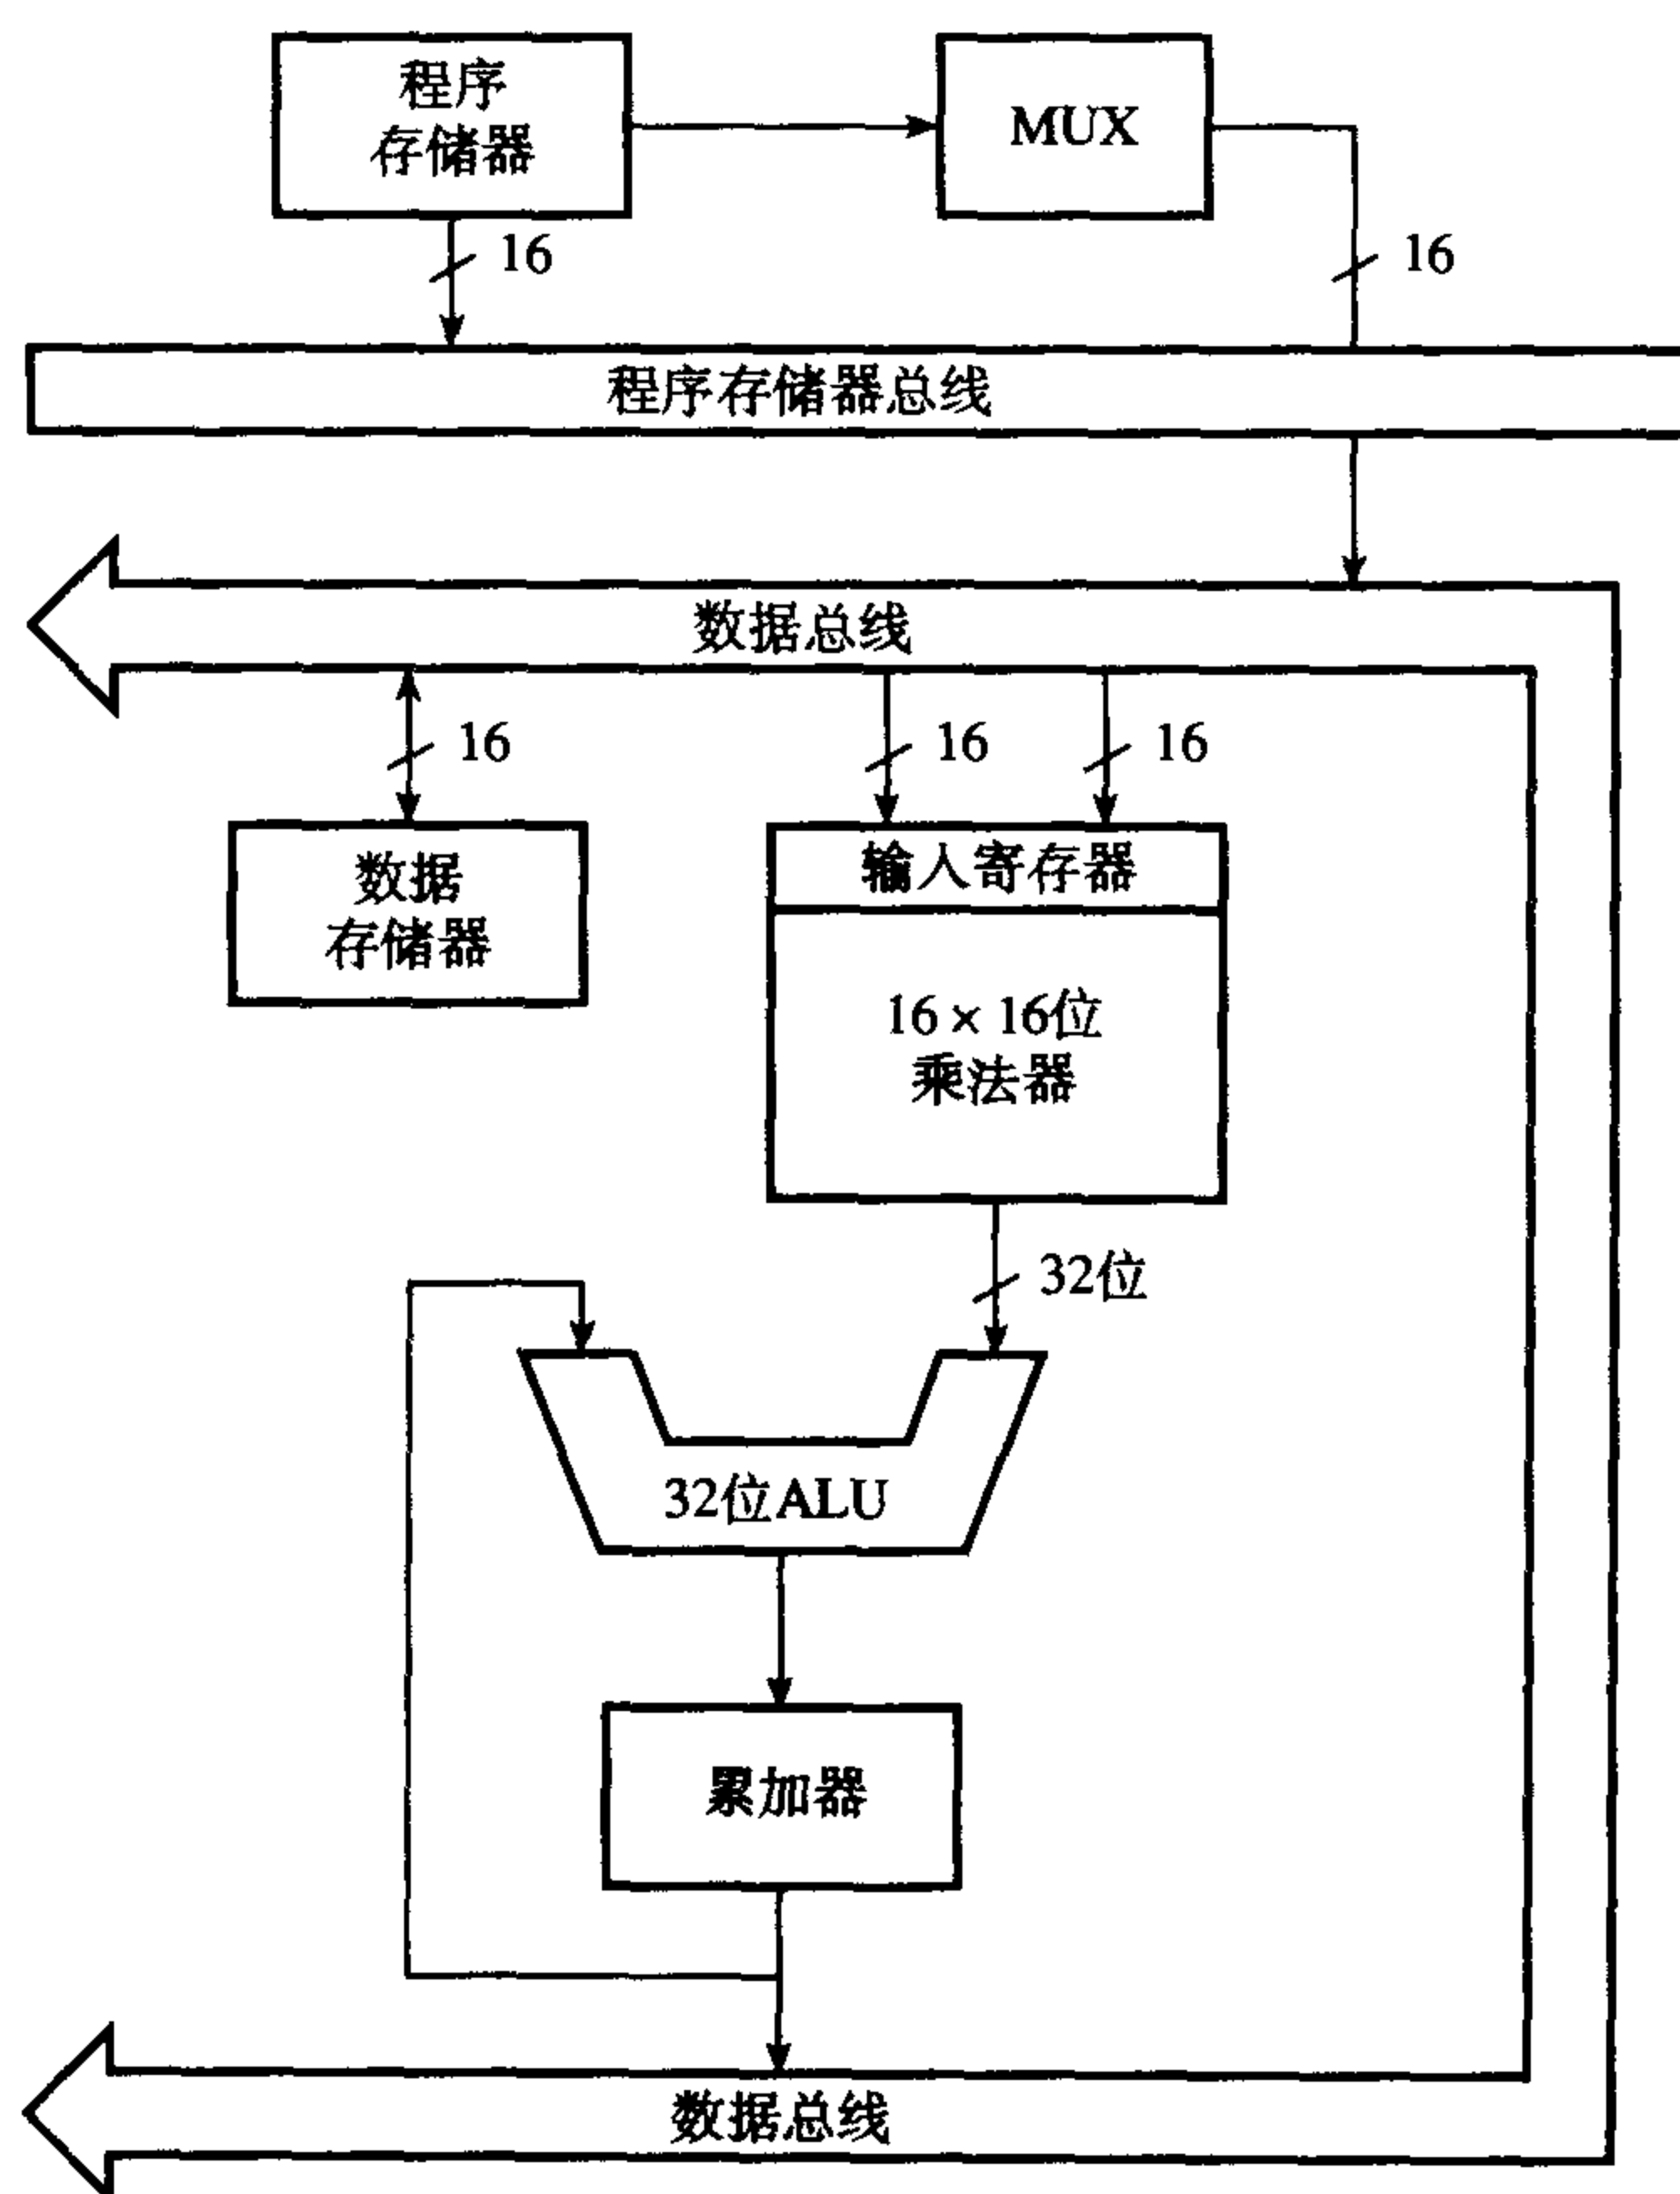 程序
存储器
MUX
16
16
程序存储器总线
数据总线
16
16
16
数据
存储器
输入寄存器
16 × 16位
乘法器
32位
32位ALU
累加器
数据总线